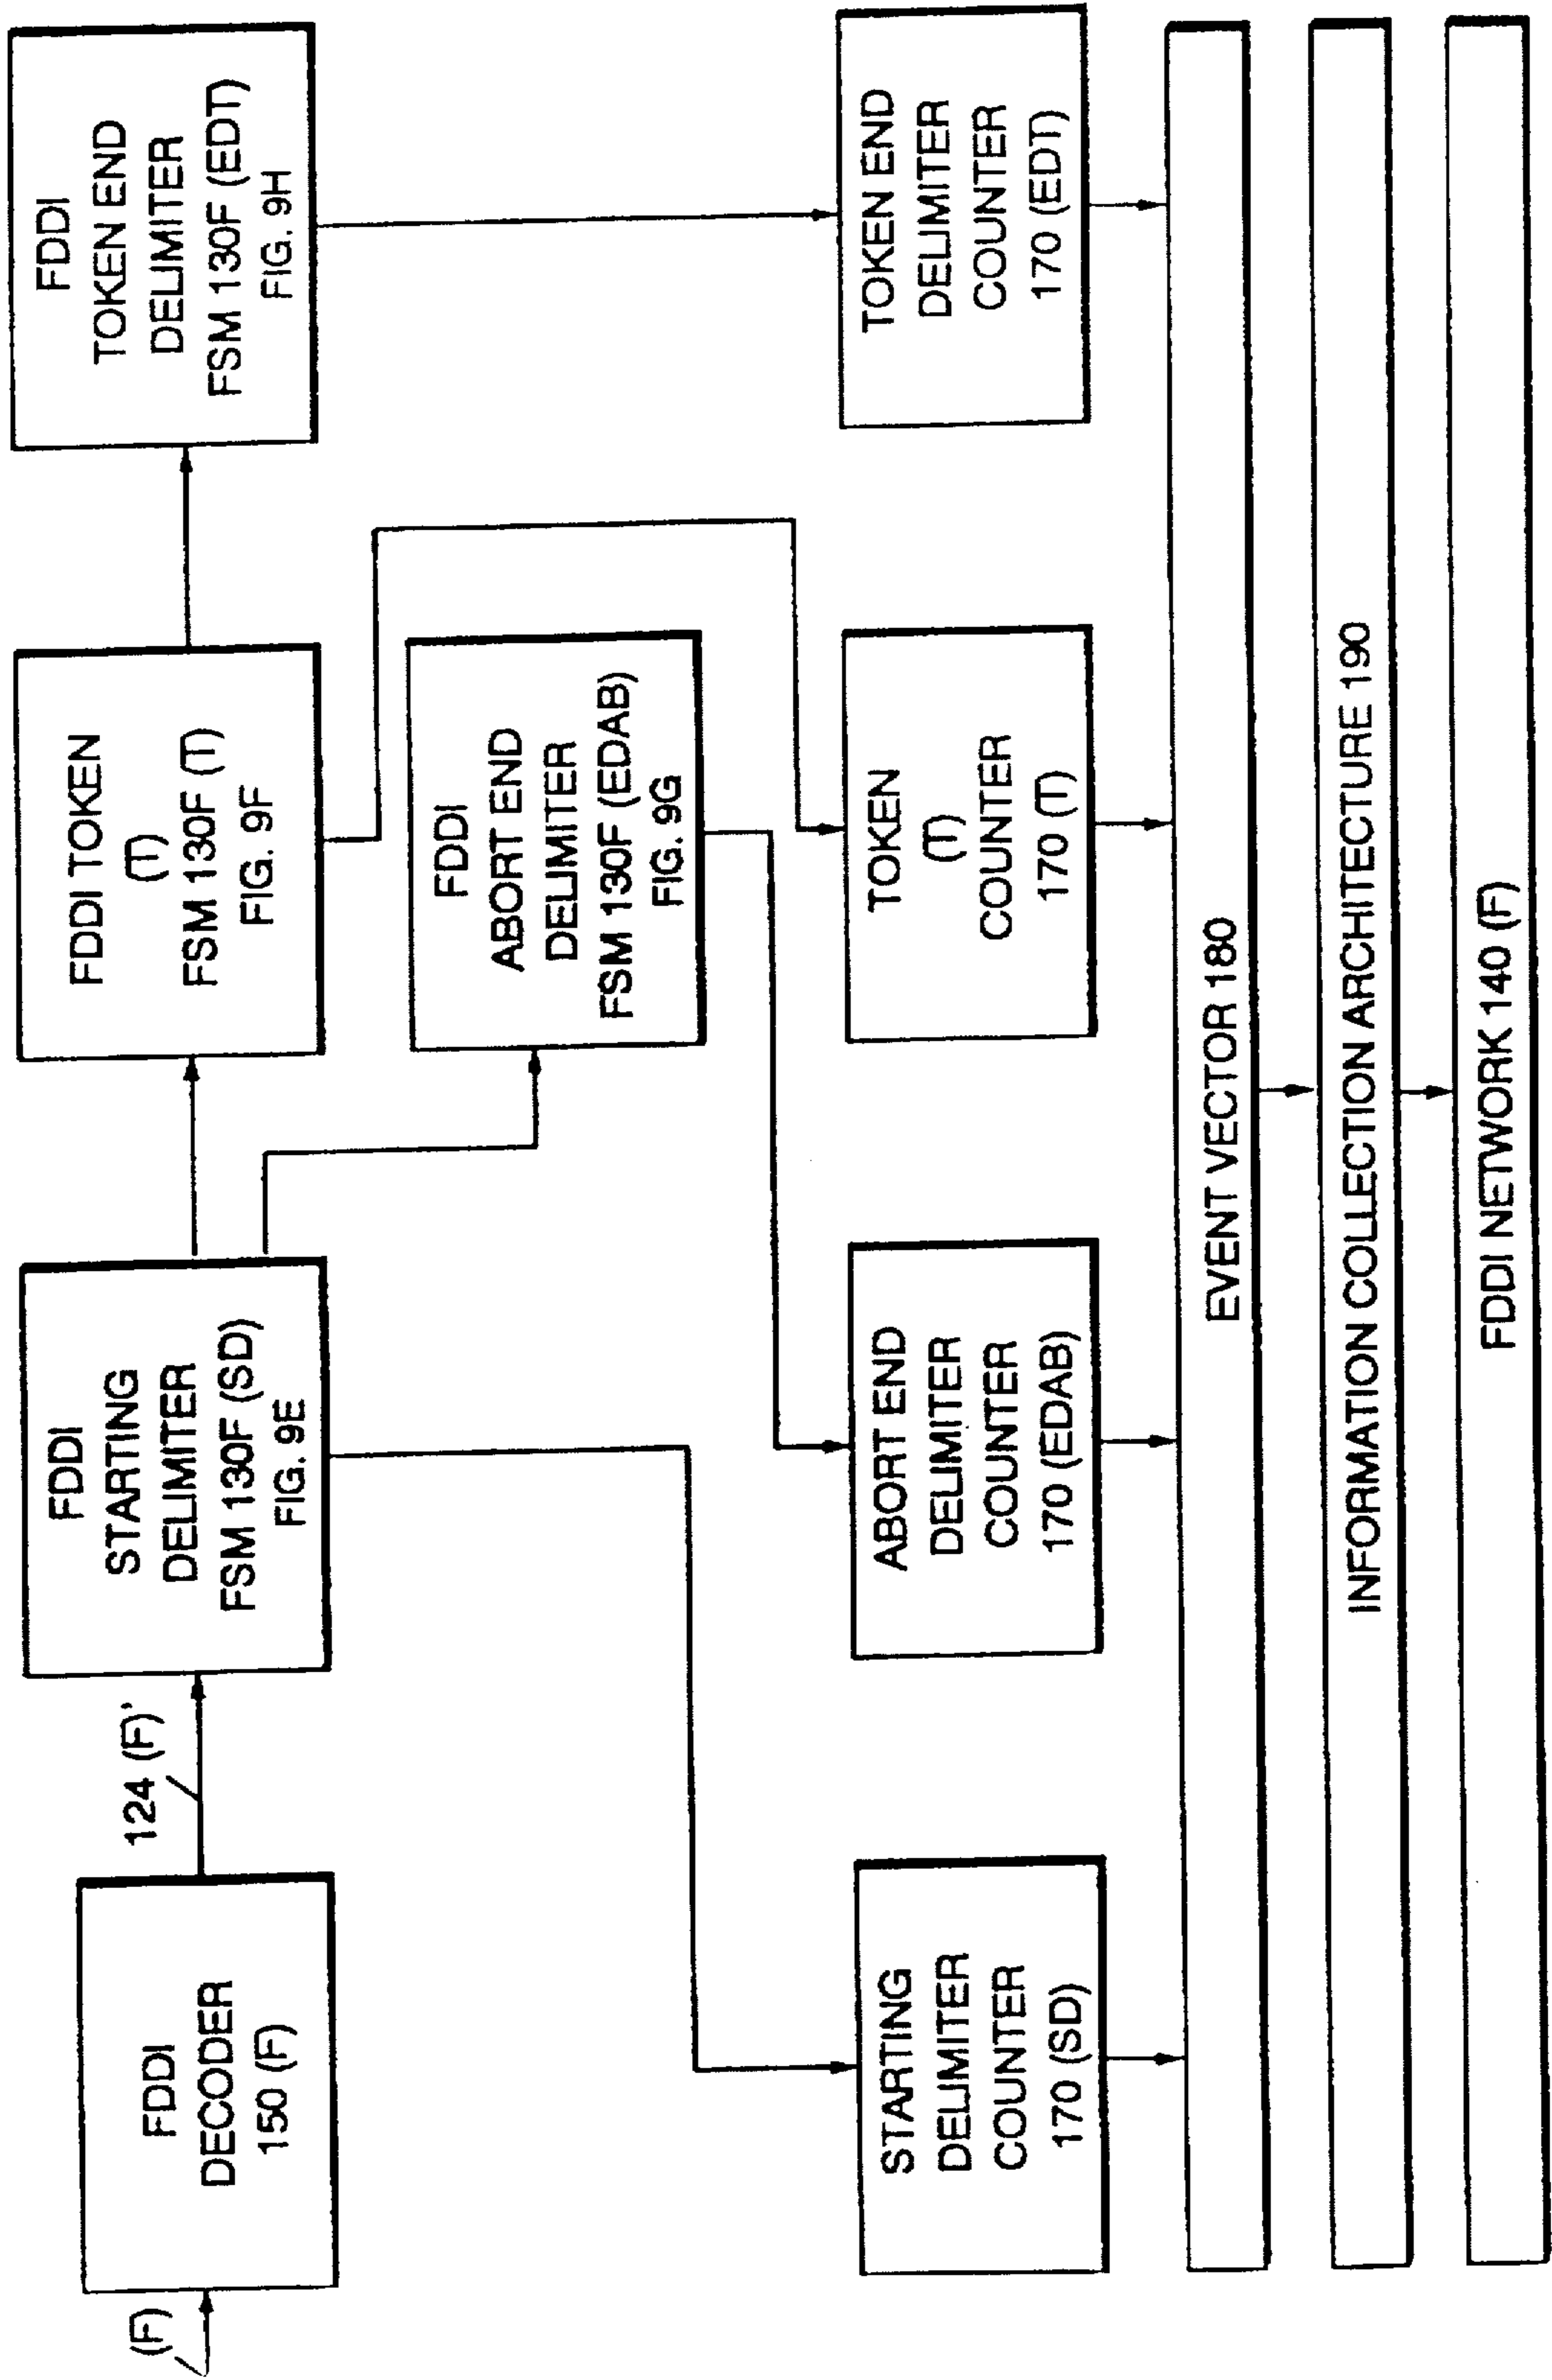 (F)
FDDI
DECODER
150 (F)
124 (F)'
FDDI
STARTING
DELIMITER
FSM 130F (SD)
FIG. 9E
FDDI TOKEN
(T)
FSM 130F (T)
FIG. 9F
FDDI
TOKEN END
DELIMITER
FSM 130F (EDT)
FIG. 9H
FDDI
ABORT END
DELIMITER
FSM 130F (EDAB)
FIG. 9G
STARTING
DELIMITER
COUNTER
170 (SD)
ABORT END
DELIMITER
COUNTER
170 (EDAB)
TOKEN
(T)
COUNTER
170 (T)
TOKEN END
DELIMITER
COUNTER
170 (EDT)
EVENT VECTOR 180
INFORMATION COLLECTION ARCHITECTURE 190
FDDI NETWORK 140 (F)